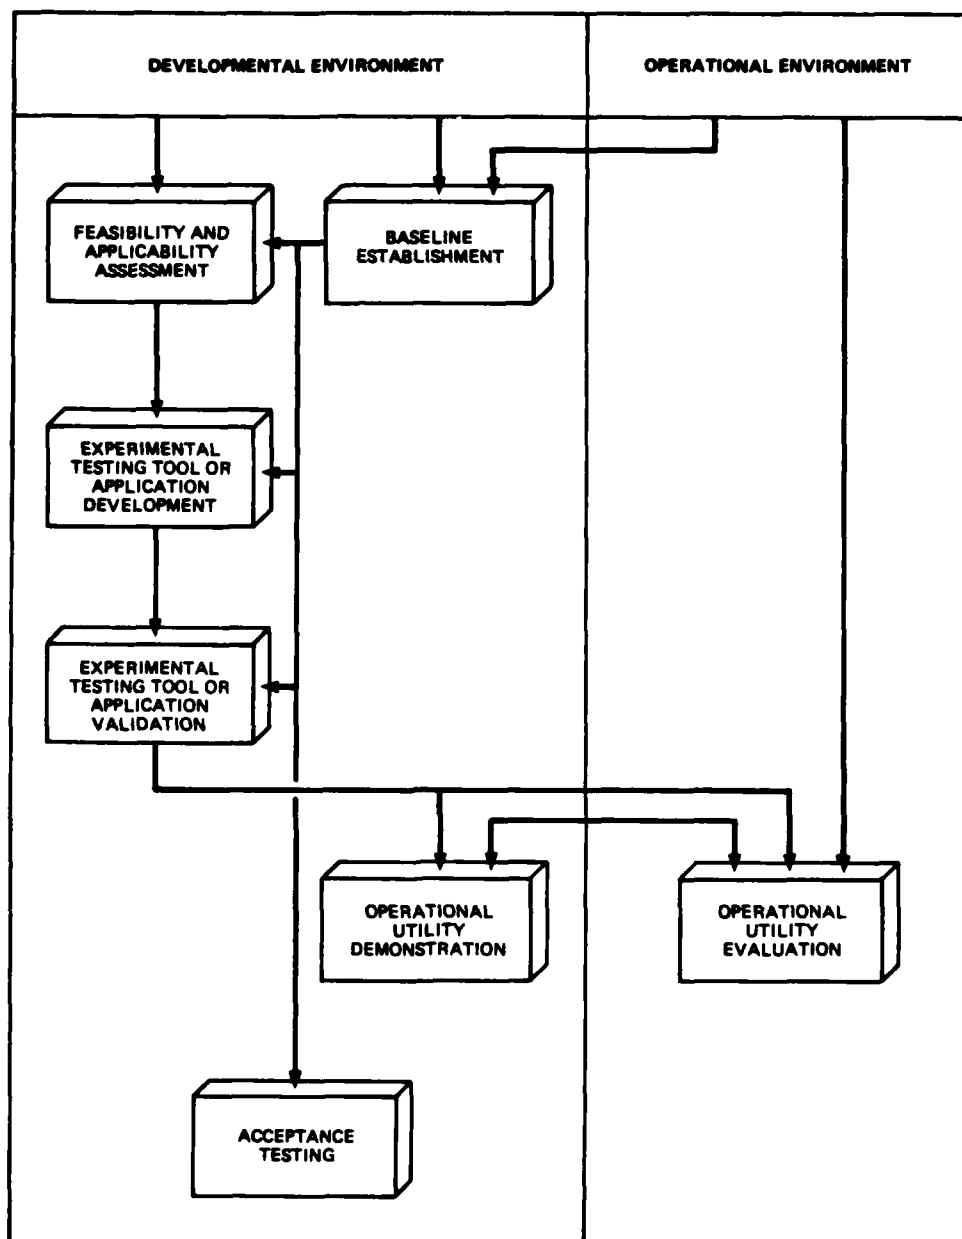 DEVELOPMENTAL ENVIRONMENT
OPERATIONAL ENVIRONMENT
FEASIBILITY AND
APPLICABILITY
ASSESSMENT
BASELINE
ESTABLISHMENT
EXPERIMENTAL
TESTING TOOL OR
APPLICATION
DEVELOPMENT
EXPERIMENTAL
TESTING TOOL OR
APPLICATION
VALIDATION
OPERATIONAL
UTILITY
DEMONSTRATION
OPERATIONAL
UTILITY
EVALUATION
ACCEPTANCE
TESTING